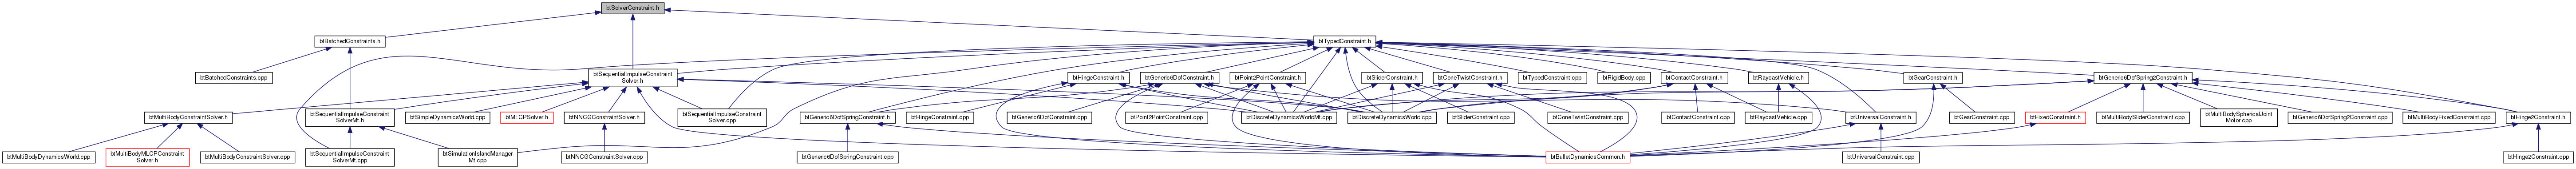 btSolverConstraint.h
btBatchedConstraints.h
btTypedConstraint.h
btBatchedConstraints.cpp
btSequentialImpulseConstraint
Solver.h
btHingeConstraint.h
btGeneric6DofConstraint.h
btPoint2PointConstraint.h
btSliderConstraint.h
btConeTwistConstraint.h
btTypedConstraint.cpp
btRigidBody.cpp
btContactConstraint.h
btRaycastVehicle.h
btGearConstraint.h
btGeneric6DofSpring2Constraint.h
btMultiBodyConstraintSolver.h
btSequentialImpulseConstraint
SolverMt.h
btSimpleDynamicsWorld.cpp
btMLCPSolver.h
btNNCGConstraintSolver.h
btSequentialImpulseConstraint
Solver.cpp
btGeneric6DofSpringConstraint.h
btHingeConstraint.cpp
btGeneric6DofConstraint.cpp
btPoint2PointConstraint.cpp
btDiscreteDynamicsWorldMt.cpp
btDiscreteDynamicsWorld.cpp
btSliderConstraint.cpp
btConeTwistConstraint.cpp
btContactConstraint.cpp
btRaycastVehicle.cpp
btUniversalConstraint.h
btGearConstraint.cpp
btFixedConstraint.h
btMultiBodySliderConstraint.cpp
btMultiBodySphericalJoint
Motor.cpp
btGeneric6DofSpring2Constraint.cpp
btMultiBodyFixedConstraint.cpp
btHinge2Constraint.h
btMultiBodyDynamicsWorld.cpp
btMultiBodyMLCPConstraint
Solver.h
btMultiBodyConstraintSolver.cpp
btSequentialImpulseConstraint
SolverMt.cpp
btSimulationIslandManager
Mt.cpp
btNNCGConstraintSolver.cpp
btGeneric6DofSpringConstraint.cpp
btBulletDynamicsCommon.h
btUniversalConstraint.cpp
btHinge2Constraint.cpp